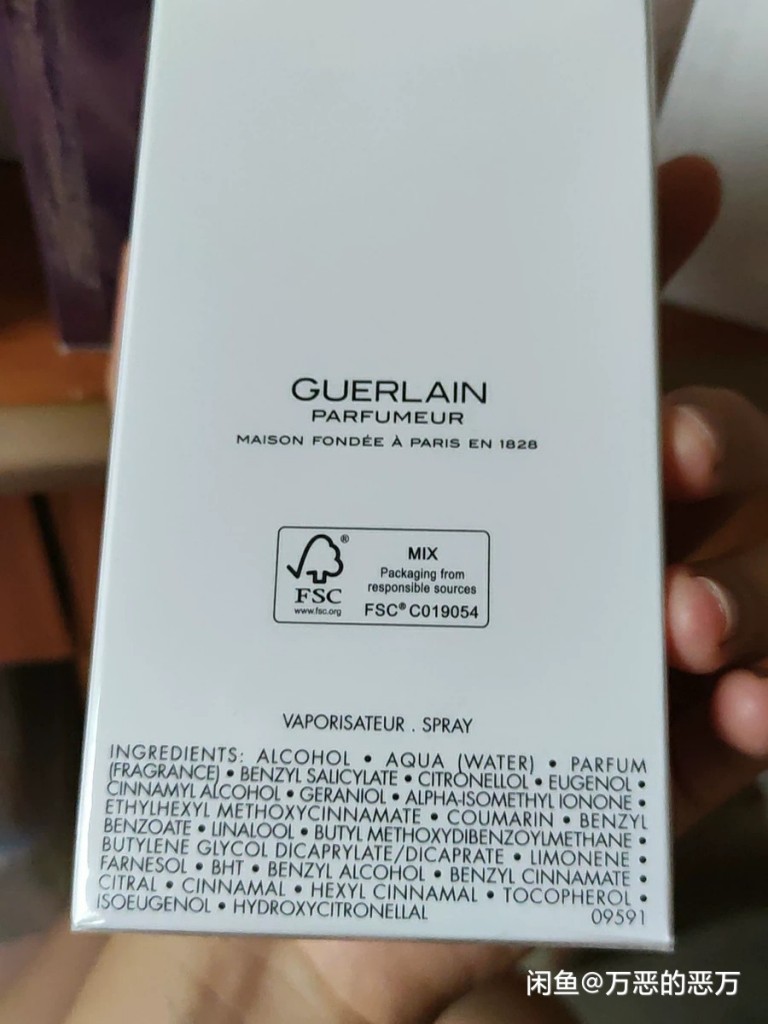 GUERLAIN
PARFUMEUR
MAISON FONDÉE À PARIS EN 1828
®
FSC
www.fsc.org
MIX
Packaging from
responsible sources
FSC® C019054
VAPORISATEUR . SPRAY
INGREDIENTS: ALCOHOL • AQUA (WATER) • PARFUM
(FRAGRANCE) • BENZYL SALICYLATE • CITRONELLOL • EUGENOL •
CINNAMYL ALCOHOL • GERANIOL • ALPHA-ISOMETHYL IONONE •
ETHYLHEXYL METHOXYCINNAMATE • COUMARIN • BENZYL
BENZOATE • LINALOOL • BUTYL METHOXYDIBENZOYLMETHANE •
BUTYLENE GLYCOL DICAPRYLATE/DICAPRATE • LIMONENE •
FARNESOL • BHT • BENZYL ALCOHOL • BENZYL CINNAMATE •
CITRAL • CINNAMAL • HEXYL CINNAMAL • TOCOPHEROL •
ISOEUGENOL • HYDROXYCITRONELLAL 09591
闲鱼@万恶的恶万